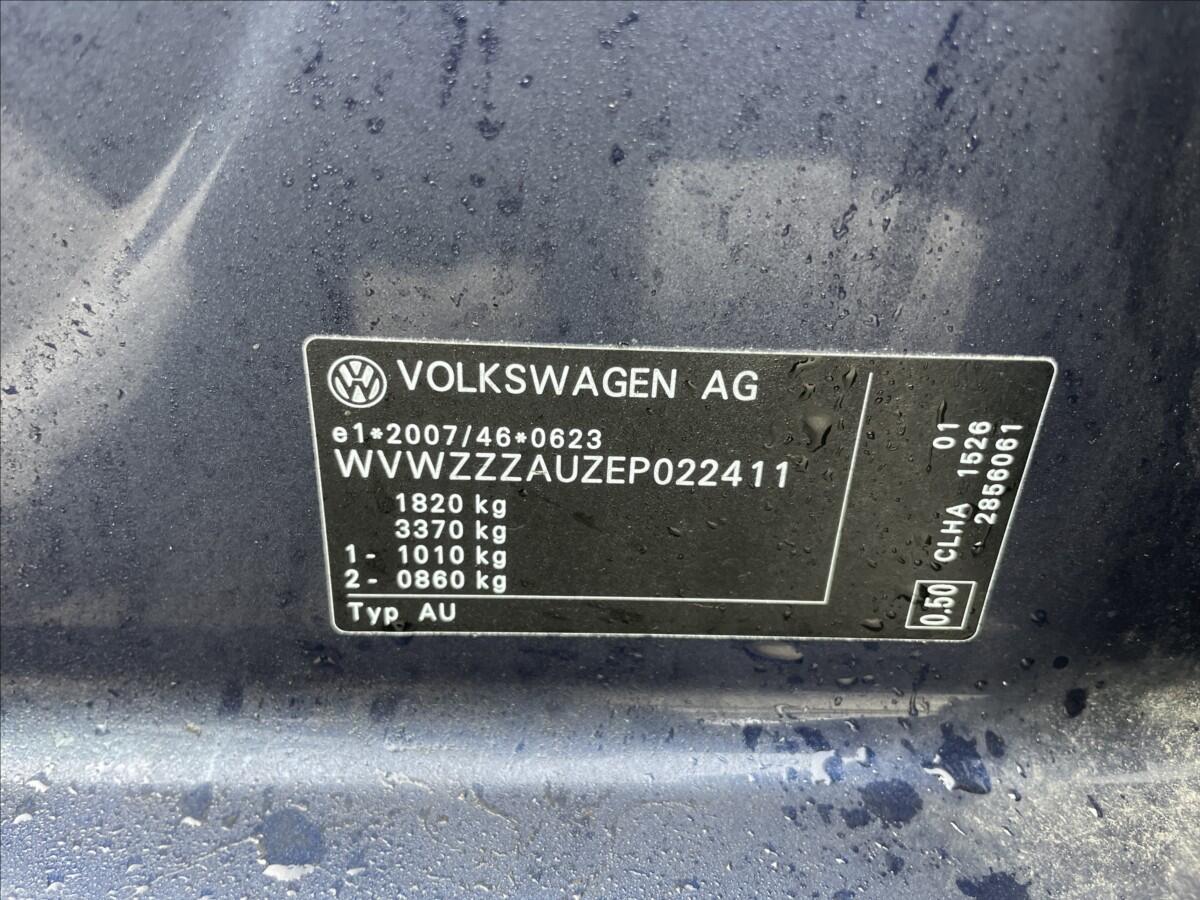 VOLKSWAGEN AG
e1*2007/46*0623
WVWZZZAUZEP022411
1820 kg
3370 kg
1- 1010 kg
2- 0860 kg
Typ AU
01
CLHA 1526
2856061
0.50